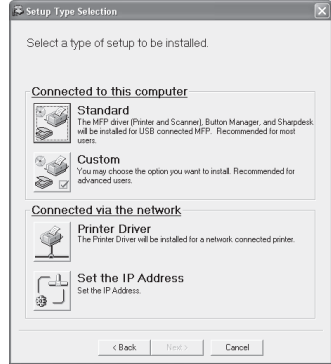 Setup Type Selection
Select a type of setup to be installed.
Connected to this computer
Standard
The MFP driver (Printer and Scanner), Button Manager, and Sharpdesk
will be installed for USB connected MFP. Recommended for most
users.
Custom
You may choose the option you want to install. Recommended for
advanced users.
Connected via the network
Printer Driver
The Printer Driver will be installed for a network connected printer.
Set the IP Address
Set the IP Address.
< Back
Next >
Cancel